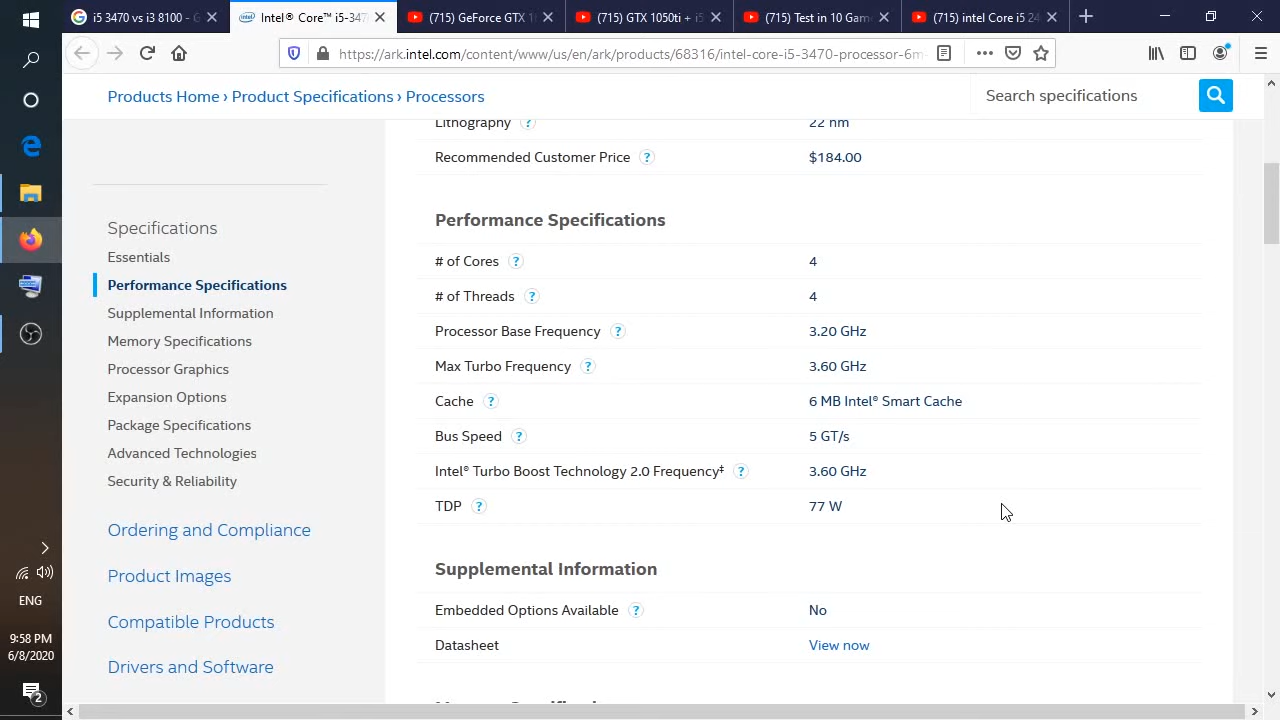 i5 3470 vs i3 8100 - G
Intel® Core™ i5-347
(715) GeForce GTX 1
(715) GTX 1050ti + i5
(715) Test in 10 Gam
(715) intel Core i5 24
https://ark.intel.com/content/www/us/en/ark/products/68316/intel-core-i5-3470-processor-6m-
Products Home › Product Specifications › Processors
Search specifications
Lithography ? 22 nm
Recommended Customer Price ? $184.00
Specifications
Essentials
Performance Specifications
Supplemental Information
Memory Specifications
Processor Graphics
Expansion Options
Package Specifications
Advanced Technologies
Security & Reliability
Ordering and Compliance
Product Images
Compatible Products
Drivers and Software
Performance Specifications
# of Cores ? 4
# of Threads ? 4
Processor Base Frequency ? 3.20 GHz
Max Turbo Frequency ? 3.60 GHz
Cache ? 6 MB Intel® Smart Cache
Bus Speed ? 5 GT/s
Intel® Turbo Boost Technology 2.0 Frequency‡ ? 3.60 GHz
TDP ? 77 W
Supplemental Information
Embedded Options Available ? No
Datasheet View now
ENG
9:58 PM
6/8/2020
2